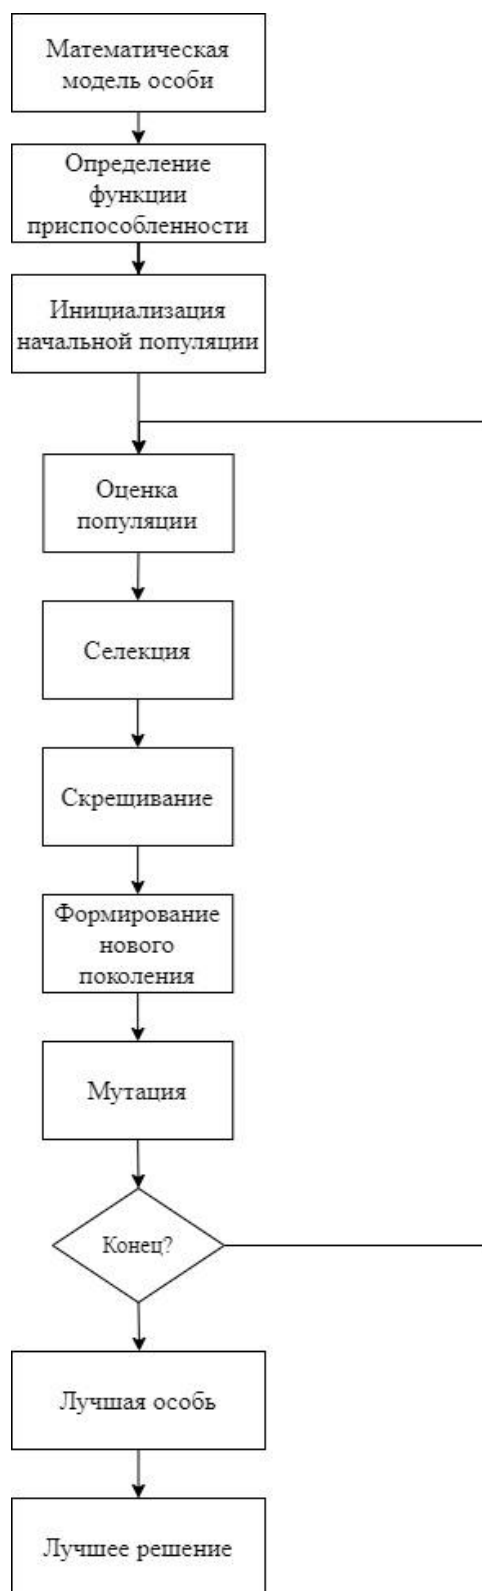 Математическая
модель особи
Определение
функции
приспособленности
Инициализация
начальной популяции
Оценка
популяции
Селекция
Скрещивание
Формирование
нового
поколения
Мутация
Конец?
Лучшая особь
Лучшее решение